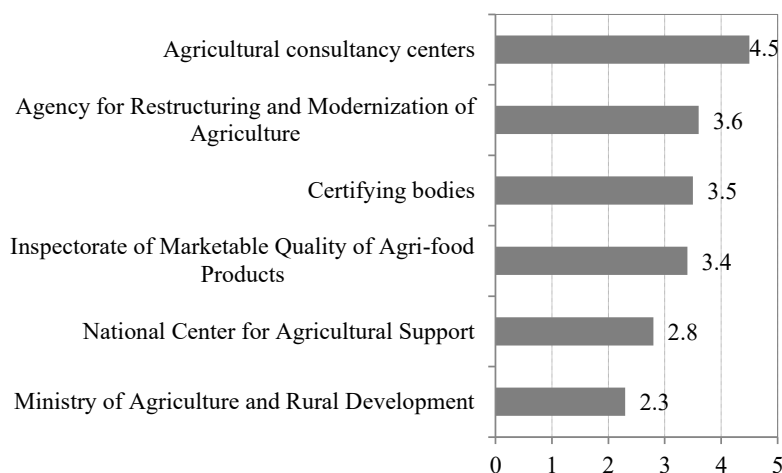 Agricultural consultancy centers
4.5
Agency for Restructuring and Modernization of
Agriculture
3.6
Certifying bodies
3.5
Inspectorate of Marketable Quality of Agri-food
Products
3.4
National Center for Agricultural Support
2.8
Ministry of Agriculture and Rural Development
2.3
0 1 2 3 4 5